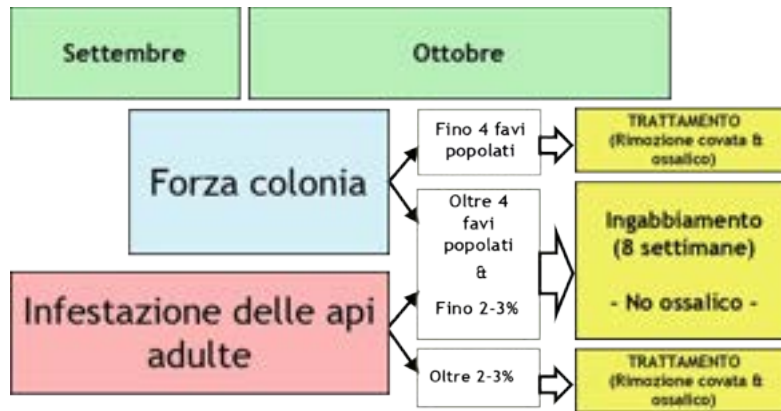 Settembre
Ottobre
Forza colonia
Fino 4 favi
popolati
TRATTAMENTO
(Rimozione covata &
ossalico)
Oltre 4
favi
popolati
&
Fino 2-3%
Ingabbiamento
(8 settimane)
- No ossalico -
Infestazione delle api
adulte
Oltre 2-3%
TRATTAMENTO
(Rimozione covata &
ossalico)